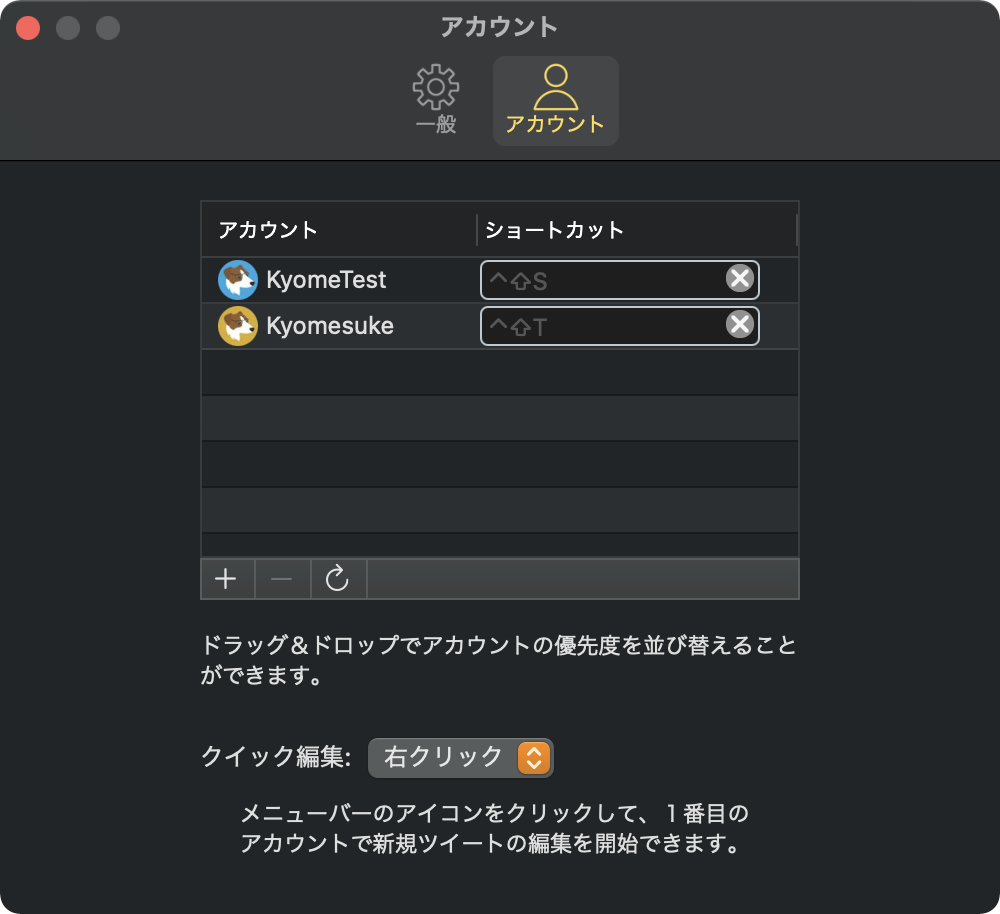 アカウント
一般
アカウント
アカウント ショートカット
KyomeTest ^⇧S
Kyomesuke ^⇧T
ドラッグ＆ドロップでアカウントの優先度を並び替えること
ができます。
クイック編集: 右クリック
メニューバーのアイコンをクリックして、１番目の
アカウントで新規ツイートの編集を開始できます。